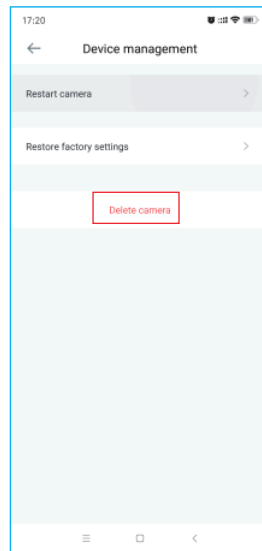 17:20
Device management
Restart camera
Restore factory settings
Delete camera